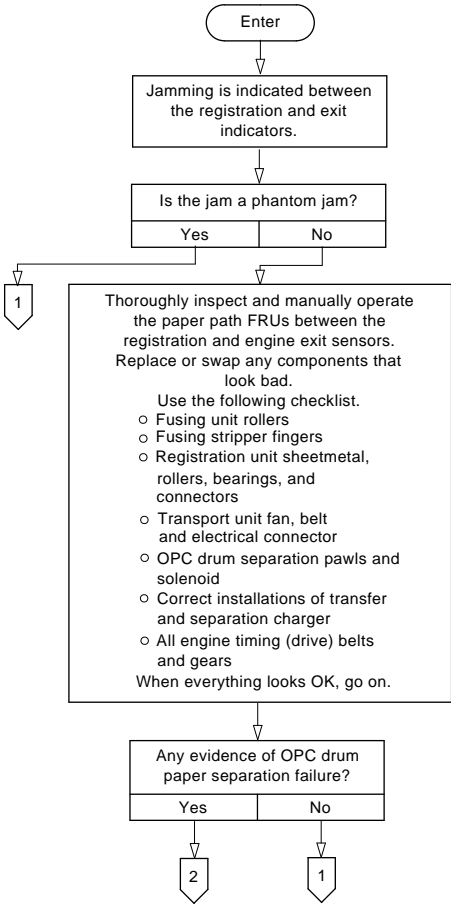 Enter
Jamming is indicated between
the registration and exit
indicators.
Is the jam a phantom jam?
Yes
No
1
Thoroughly inspect and manually operate
the paper path FRUs between the
registration and engine exit sensors.
Replace or swap any components that
look bad.
Use the following checklist.
○ Fusing unit rollers
○ Fusing stripper fingers
○ Registration unit sheetmetal,
rollers, bearings, and
connectors
○ Transport unit fan, belt
and electrical connector
○ OPC drum separation pawls and
solenoid
○ Correct installations of transfer
and separation charger
○ All engine timing (drive) belts
and gears
When everything looks OK, go on.
Any evidence of OPC drum
paper separation failure?
Yes
No
2
1